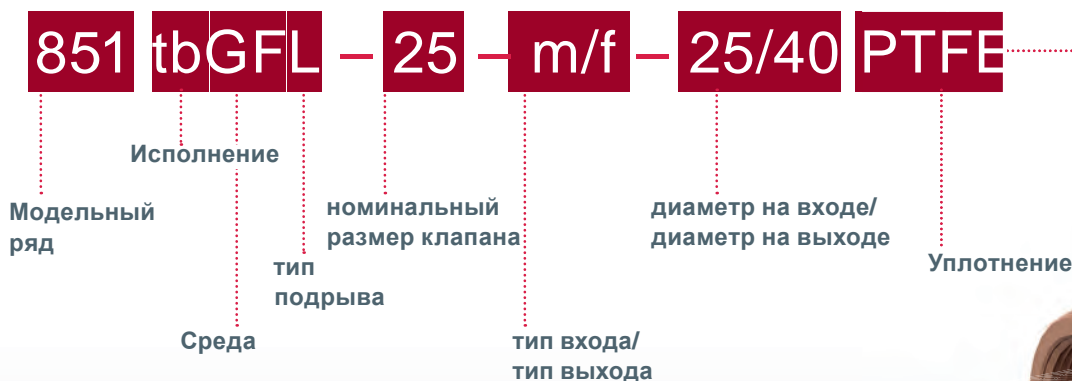 851 tbGFL – 25 – m/f – 25/40 PTFE
Исполнение
Модельный
ряд
номинальный
размер клапана
диаметр на входе/
диаметр на выходе
Уплотнение
тип
подрыва
Среда
тип входа/
тип выхода